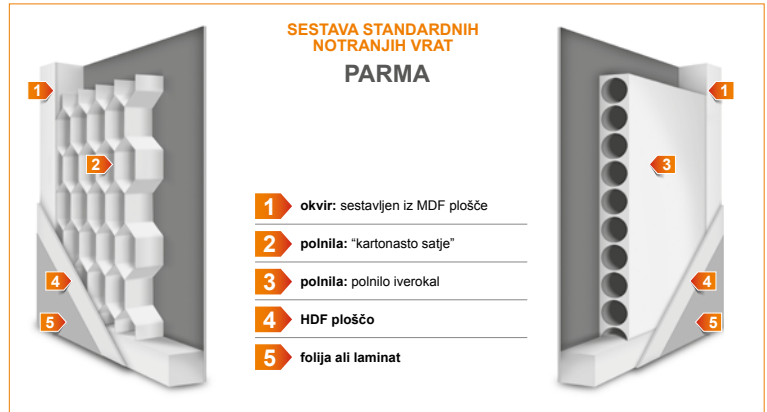 SESTAVA STANDARDNIH
NOTRANJIH VRAT
PARMA
1
2
4
5
1 okvir: sestavljen iz MDF plošče
2 polnila: “kartonasto satje”
3 polnila: polnilo iverokal
4 HDF ploščo
5 folija ali laminat
1
3
4
5